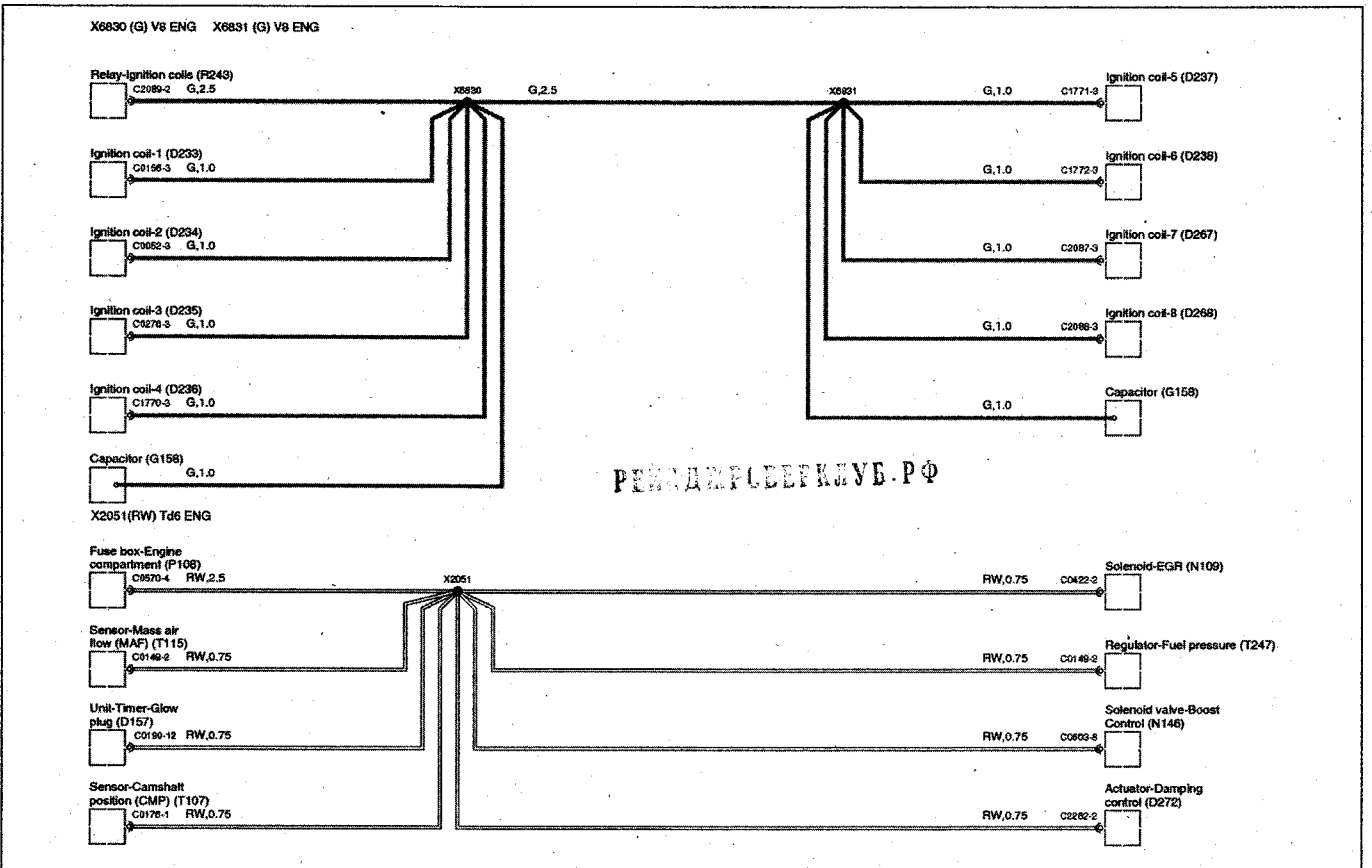 X6830 (G) V8 ENG X6831 (G) V8 ENG
Relay-Ignition coils (R243)
C2089-2 G,2.5
X6830
G,2.5
X6831
G,1.0 C1771-3
Ignition coil-5 (D237)
Ignition coil-1 (D233)
C0156-3 G,1.0
G,1.0 C1772-3
Ignition coil-6 (D238)
Ignition coil-2 (D234)
C0052-3 G,1.0
G,1.0 C2087-3
Ignition coil-7 (D267)
Ignition coil-3 (D235)
C0276-3 G,1.0
G,1.0 C2088-3
Ignition coil-8 (D268)
Ignition coil-4 (D236)
C1770-3 G,1.0
G,1.0
Capacitor (G158)
Capacitor (G158)
G,1.0
X2051(RW) Td6 ENG
Fuse box-Engine
compartment (P108)
C0570-4 RW,2.5
X2051
RW,0.75 C0422-2
Solenoid-EGR (N109)
Sensor-Mass air
flow (MAF) (T115)
C0149-2 RW,0.75
RW,0.75 C0149-2
Regulator-Fuel pressure (T247)
Unit-Timer-Glow
plug (D157)
C0190-12 RW,0.75
RW,0.75
Solenoid valve-Boost
Control (N146)
Sensor-Camshaft
position (CMP) (T107)
C0176-1 RW,0.75
RW,0.75 C2262-2
Actuator-Damping
control (D272)